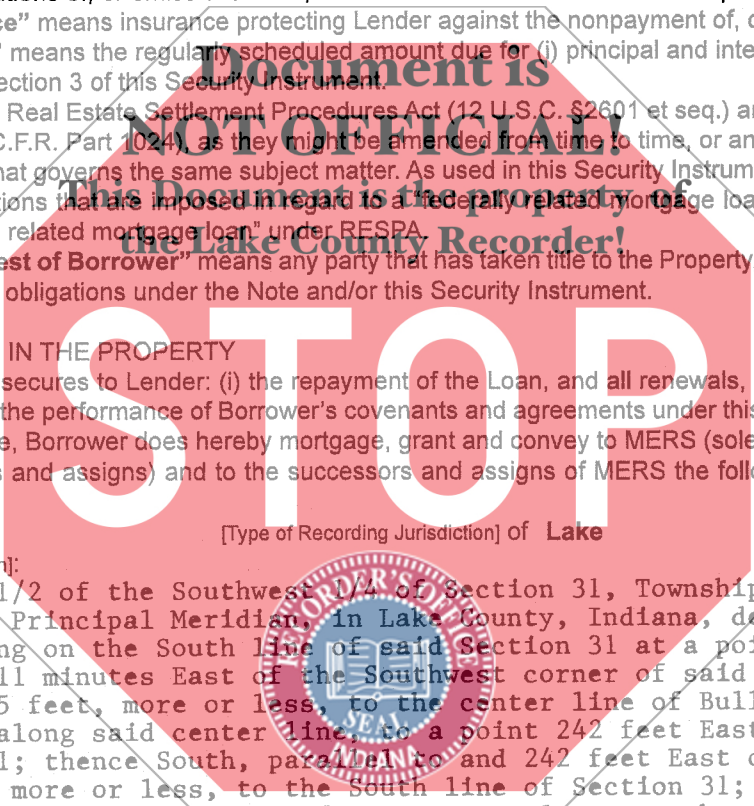 ce" means insurance protecting Lender against the nonpayment of, o
" means the regularly scheduled amount due for (i) principal and inte
ection 3 of this Security Instrument.
Document is
Real Estate Settlement Procedures Act (12 U.S.C. §2601 et seq.) an
NOT OFFICIAL!
C.F.R. Part 1024), as they might be amended from time to time, or an
hat governs the same subject matter. As used in this Security Instrum
This Document is the property of
tions that are imposed in regard to a "federally related mortgage loa
related mortgage loan" under RESPA.
the Lake County Recorder!
est of Borrower" means any party that has taken title to the Property
obligations under the Note and/or this Security Instrument.
STOP
IN THE PROPERTY
secures to Lender: (i) the repayment of the Loan, and all renewals,
the performance of Borrower's covenants and agreements under this
e, Borrower does hereby mortgage, grant and convey to MERS (sole
s and assigns) and to the successors and assigns of MERS the follo
[Type of Recording Jurisdiction] of Lake
n]:
1/2 of the Southwest 1/4 of Section 31, Township
Principal Meridian, in Lake County, Indiana, de
ng on the South line of said Section 31 at a poi
11 minutes East of the Southwest corner of said
5 feet, more or less, to the center line of Bull
along said center line, to a point 242 feet East
l; thence South, parallel to and 242 feet East o
more or less, to the South line of Section 31;
RECORDER'S OFFICE
SEAL
INDIANA